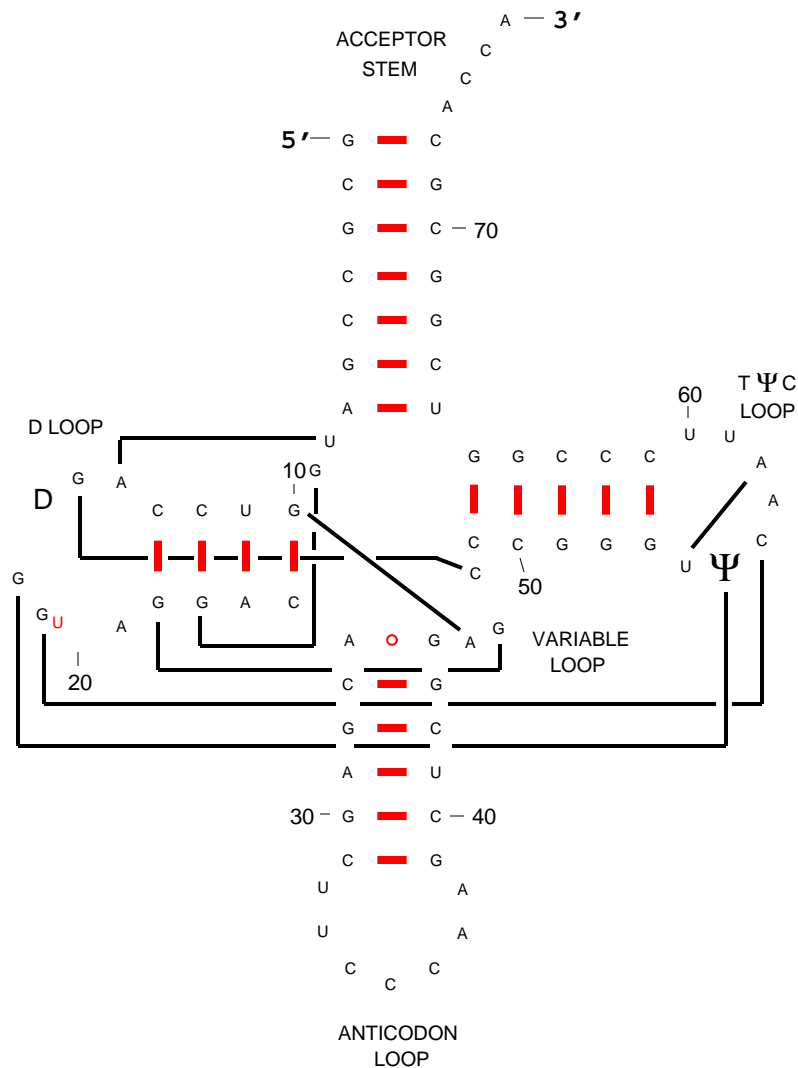 A — 3′
ACCEPTOR
STEM
C
C
A
5′ — G C
C G
G C — 70
C G
C G
G C
A U
60
T Ψ C
LOOP
D LOOP
U
U U
G A
10 G
G G C C C
A
D
C C U G
A
C C G G G
C
C
50
U Ψ
G
G U
A G G A C
20
A G A G
VARIABLE
LOOP
C G
G C
A U
30 — G C — 40
C G
U A
U A
C C
C
ANTICODON
LOOP